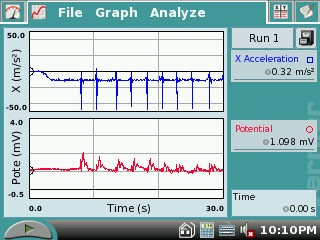 File Graph Analyze
50.0
X (m/s²)
-50.0
4.0
Pote (mV)
-0.5
0.0 Time (s) 30.0
Run 1
X Acceleration
0.32 m/s²
Potential
1.098 mV
Time
0.00 s
10:10PM